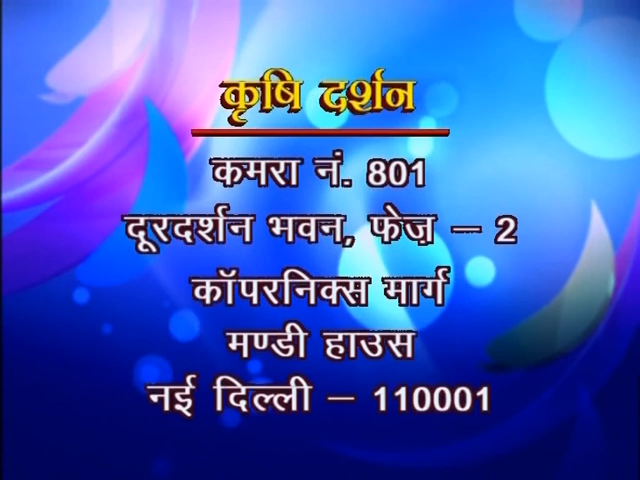 कृषि दर्शन
कमरा नं. 801
दूरदर्शन भवन, फेज़ – 2
कॉपरनिक्स मार्ग
मण्डी हाउस
नई दिल्ली – 110001